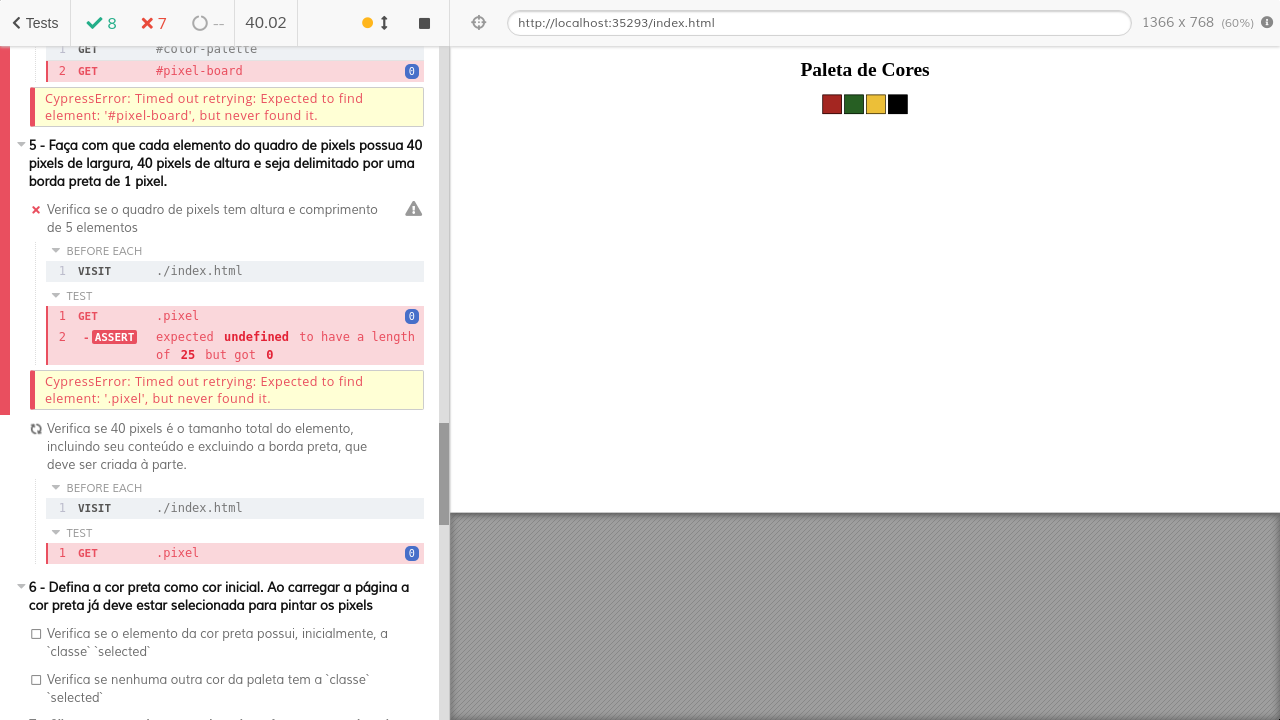 Tests
8
7
--
40.02
http://localhost:35293/index.html
1366 x 768 (60%)
1 GET #color-palette
2 GET #pixel-board 0
CypressError: Timed out retrying: Expected to find
element: '#pixel-board', but never found it.
5 - Faça com que cada elemento do quadro de pixels possua 40
pixels de largura, 40 pixels de altura e seja delimitado por uma
borda preta de 1 pixel.
Verifica se o quadro de pixels tem altura e comprimento
de 5 elementos
BEFORE EACH
1 VISIT ./index.html
TEST
1 GET .pixel 0
2 -ASSERT expected undefined to have a length
of 25 but got 0
CypressError: Timed out retrying: Expected to find
element: '.pixel', but never found it.
Verifica se 40 pixels é o tamanho total do elemento,
incluindo seu conteúdo e excluindo a borda preta, que
deve ser criada à parte.
BEFORE EACH
1 VISIT ./index.html
TEST
1 GET .pixel 0
6 - Defina a cor preta como cor inicial. Ao carregar a página a
cor preta já deve estar selecionada para pintar os pixels
Verifica se o elemento da cor preta possui, inicialmente, a
`classe` `selected`
Verifica se nenhuma outra cor da paleta tem a `classe`
`selected`
Paleta de Cores